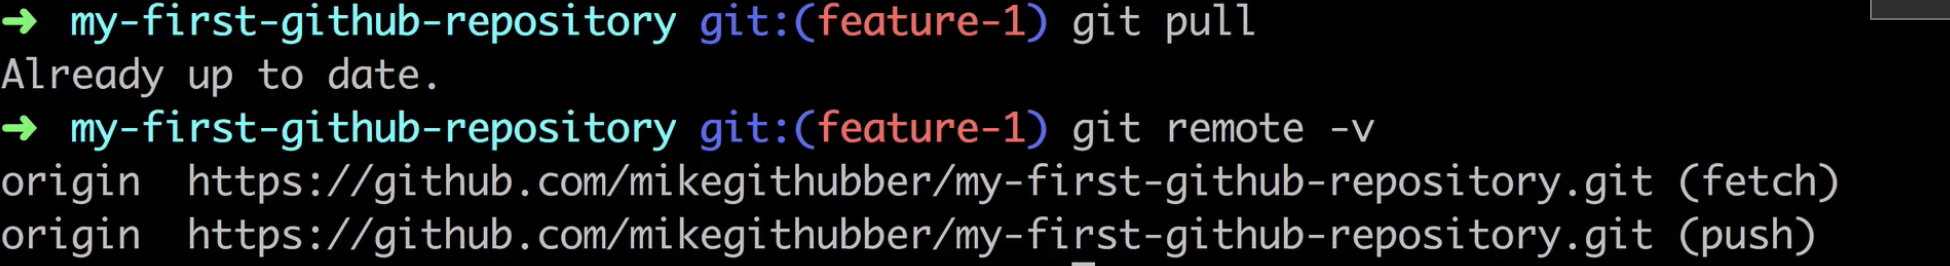 ➜ my-first-github-repository git:(feature-1) git pull
Already up to date.
➜ my-first-github-repository git:(feature-1) git remote -v
origin  https://github.com/mikegithubber/my-first-github-repository.git (fetch)
origin  https://github.com/mikegithubber/my-first-github-repository.git (push)